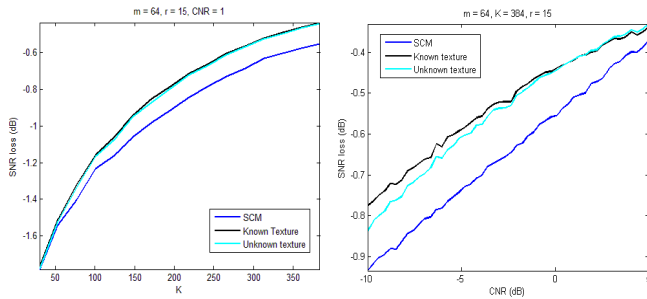 m = 64, r = 15, CNR = 1
SNR loss (dB)
-0.6
-0.8
-1
-1.2
-1.4
-1.6
SCM
Known Texture
Unknown texture
50
100
150
200
250
300
350
K
m = 64, K = 384, r = 15
SNR loss (dB)
-0.3
-0.4
-0.5
-0.6
-0.7
-0.8
-0.9
SCM
Known texture
Unknown texture
-10
-5
0
5
CNR (dB)